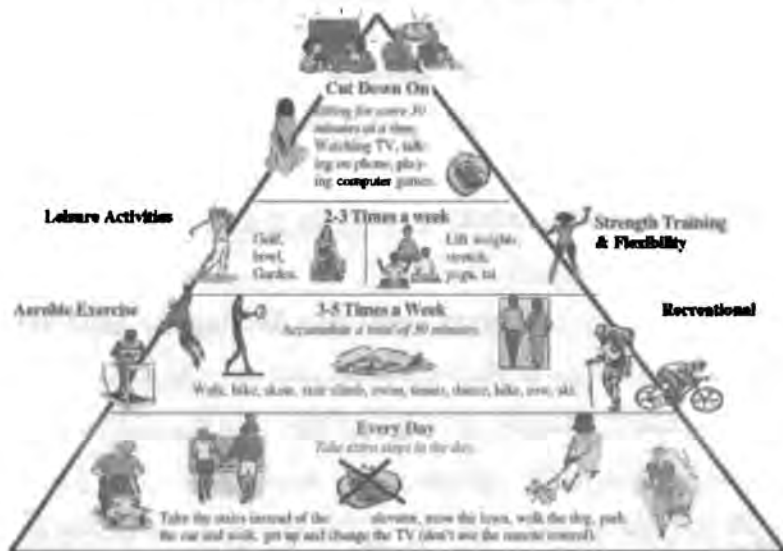 Cut Down On
Sitting for over 30
minutes at a time,
Watching TV, talk-
ing on phone, play-
ing computer games.
Leisure Activities
2-3 Times a week
Golf,
bowl,
Garden.
Lift weights,
stretch,
yoga, tai
Strength Training
& Flexibility
Aerobic Exercise
3-5 Times a Week
Accumulate a total of 30 minutes.
Recreational
Walk, bike, skate, stair climb, swim, tennis, dance, hike, row, ski.
Every Day
Take extra steps in the day.
Take the stairs instead of the elevator, mow the lawn, walk the dog, park
the car and walk, get up and change the TV (don't use the remote control).